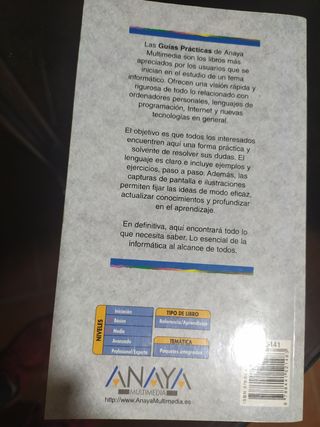 Las Guías Prácticas de Anaya
Multimedia son los libros más
apreciados por los usuarios que se
inician en el estudio de un tema
informático. Ofrecen una visión rápida y
rigurosa de todo lo relacionado con
ordenadores personales, lenguajes de
programación, Internet y nuevas
tecnologías en general.
El objetivo es que todos los interesados
encuentren aquí una forma práctica y
solvente de resolver sus dudas. El
lenguaje es claro e incluye ejemplos y
ejercicios, paso a paso. Además, las
capturas de pantalla e ilustraciones
permiten fijar las ideas de modo eficaz,
actualizar conocimientos y profundizar
en el aprendizaje.
En definitiva, aquí encontrará todo lo
que necesita saber. Lo esencial de la
informática al alcance de todos.
NIVELES
Iniciación
Básico
Medio
Avanzado
Profesional/Experto
TIPO DE LIBRO
Referencia/Aprendizaje
TEMÁTICA
Paquetes integrados
ANAYA
MULTIMEDIA
http://www.AnayaMultimedia.es